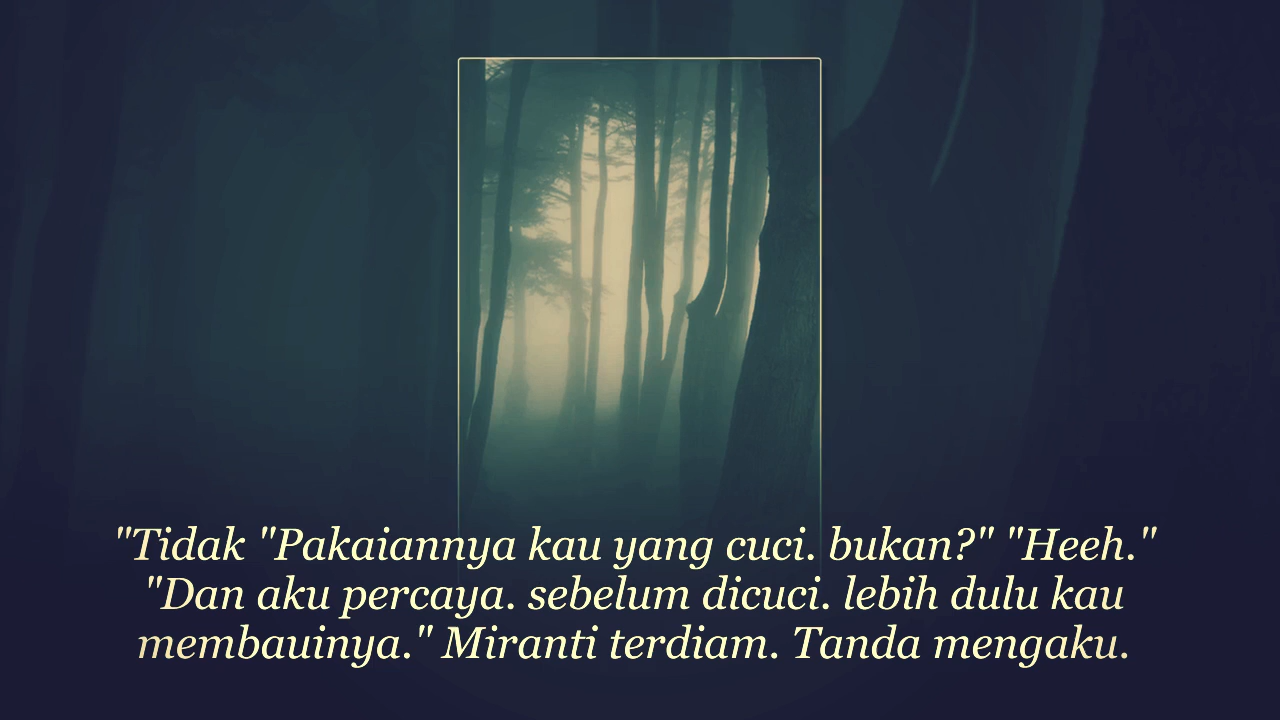 "Tidak "Pakaiannya kau yang cuci. bukan?" "Heeh."
"Dan aku percaya. sebelum dicuci. lebih dulu kau
membauinya." Miranti terdiam. Tanda mengaku.